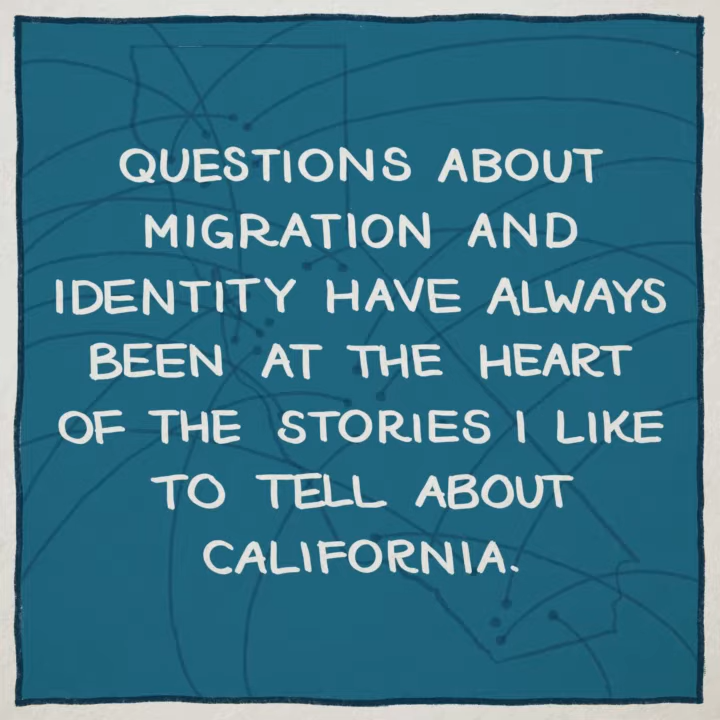 QUESTIONS ABOUT
MIGRATION AND
IDENTITY HAVE ALWAYS
BEEN AT THE HEART
OF THE STORIES I LIKE
TO TELL ABOUT
CALIFORNIA.